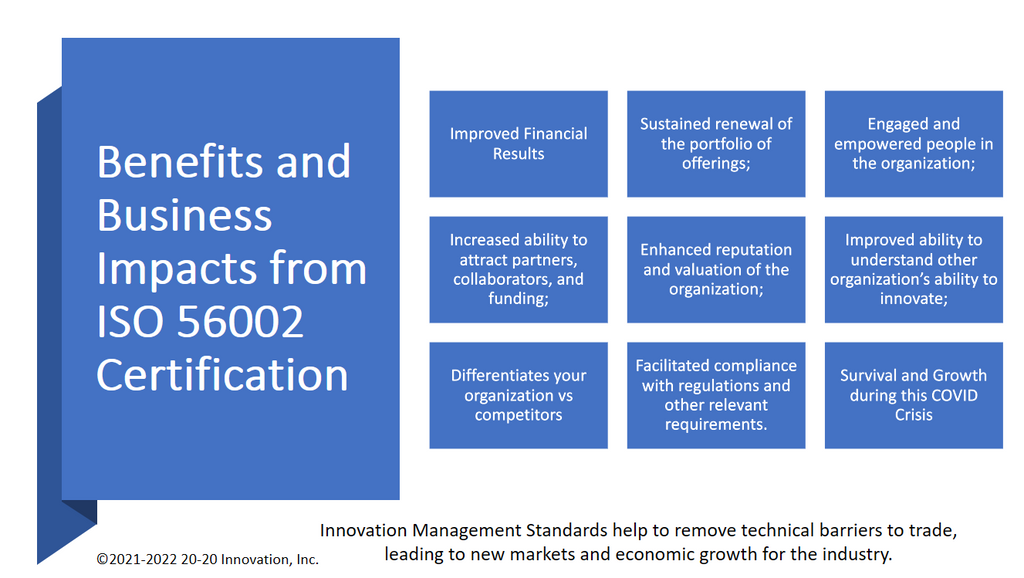 Benefits and
Business
Impacts from
ISO 56002
Certification
Improved Financial
Results
Sustained renewal of
the portfolio of
offerings;
Engaged and
empowered people in
the organization;
Increased ability to
attract partners,
collaborators, and
funding;
Enhanced reputation
and valuation of the
organization;
Improved ability to
understand other
organization’s ability to
innovate;
Differentiates your
organization vs
competitors
Facilitated compliance
with regulations and
other relevant
requirements.
Survival and Growth
during this COVID
Crisis
Innovation Management Standards help to remove technical barriers to trade,
leading to new markets and economic growth for the industry.
©2021-2022 20-20 Innovation, Inc.